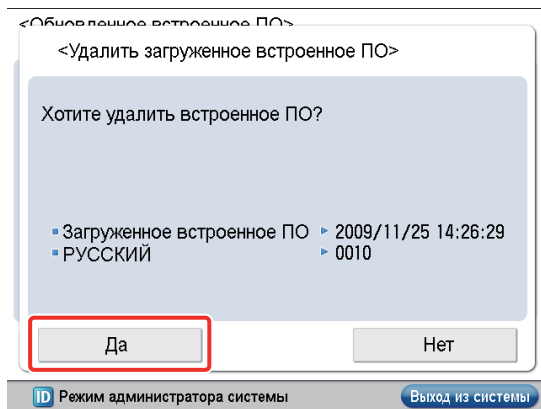 <Обновленное встроенное ПО>
<Удалить загруженное встроенное ПО>
Хотите удалить встроенное ПО?
Загруженное встроенное ПО ▸ 2009/11/25 14:26:29
РУССКИЙ ▸ 0010
Да Нет
ID Режим администратора системы Выход из системы